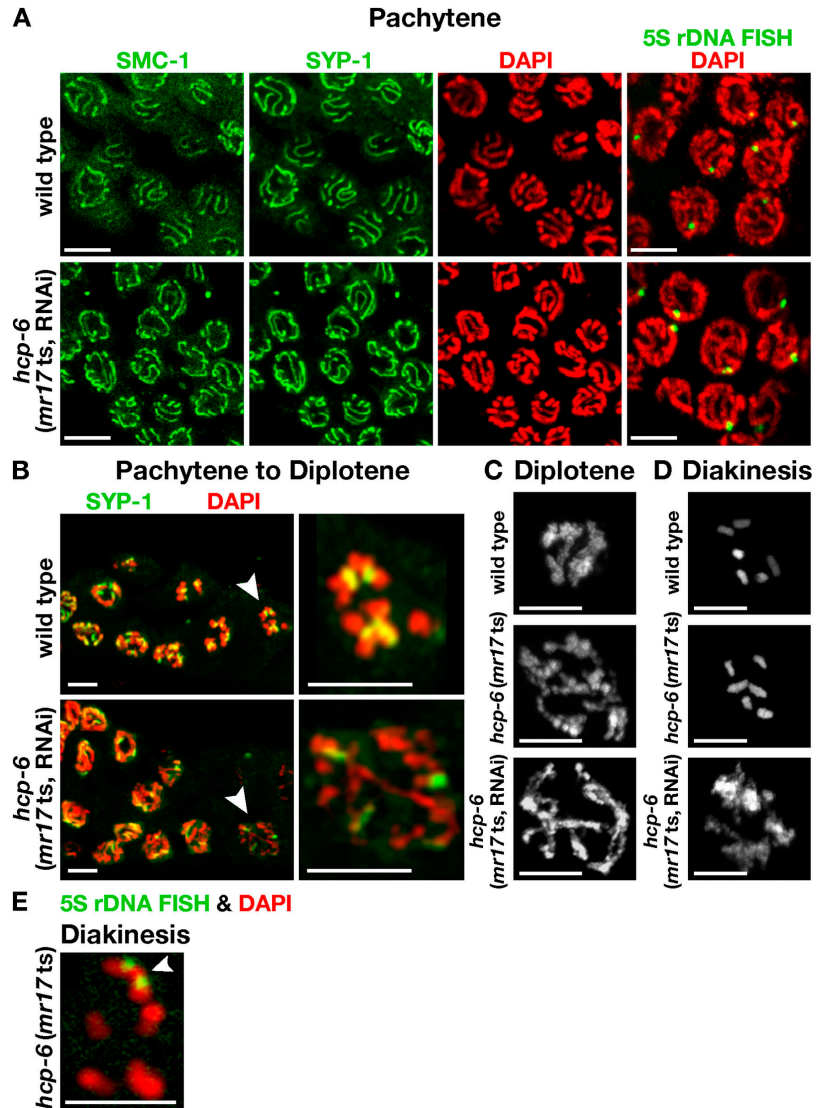 A
Pachytene
SMC-1
SYP-1
DAPI
5S rDNA FISH
DAPI
wild type
hcp-6
(mr17 ts, RNAi)
B
Pachytene to Diplotene
SYP-1
DAPI
wild type
hcp-6
(mr17 ts, RNAi)
C Diplotene
wild type
hcp-6 (mr17 ts)
hcp-6
(mr17 ts, RNAi)
D Diakinesis
wild type
hcp-6 (mr17 ts)
hcp-6
(mr17 ts, RNAi)
E
5S rDNA FISH & DAPI
Diakinesis
hcp-6 (mr17 ts)